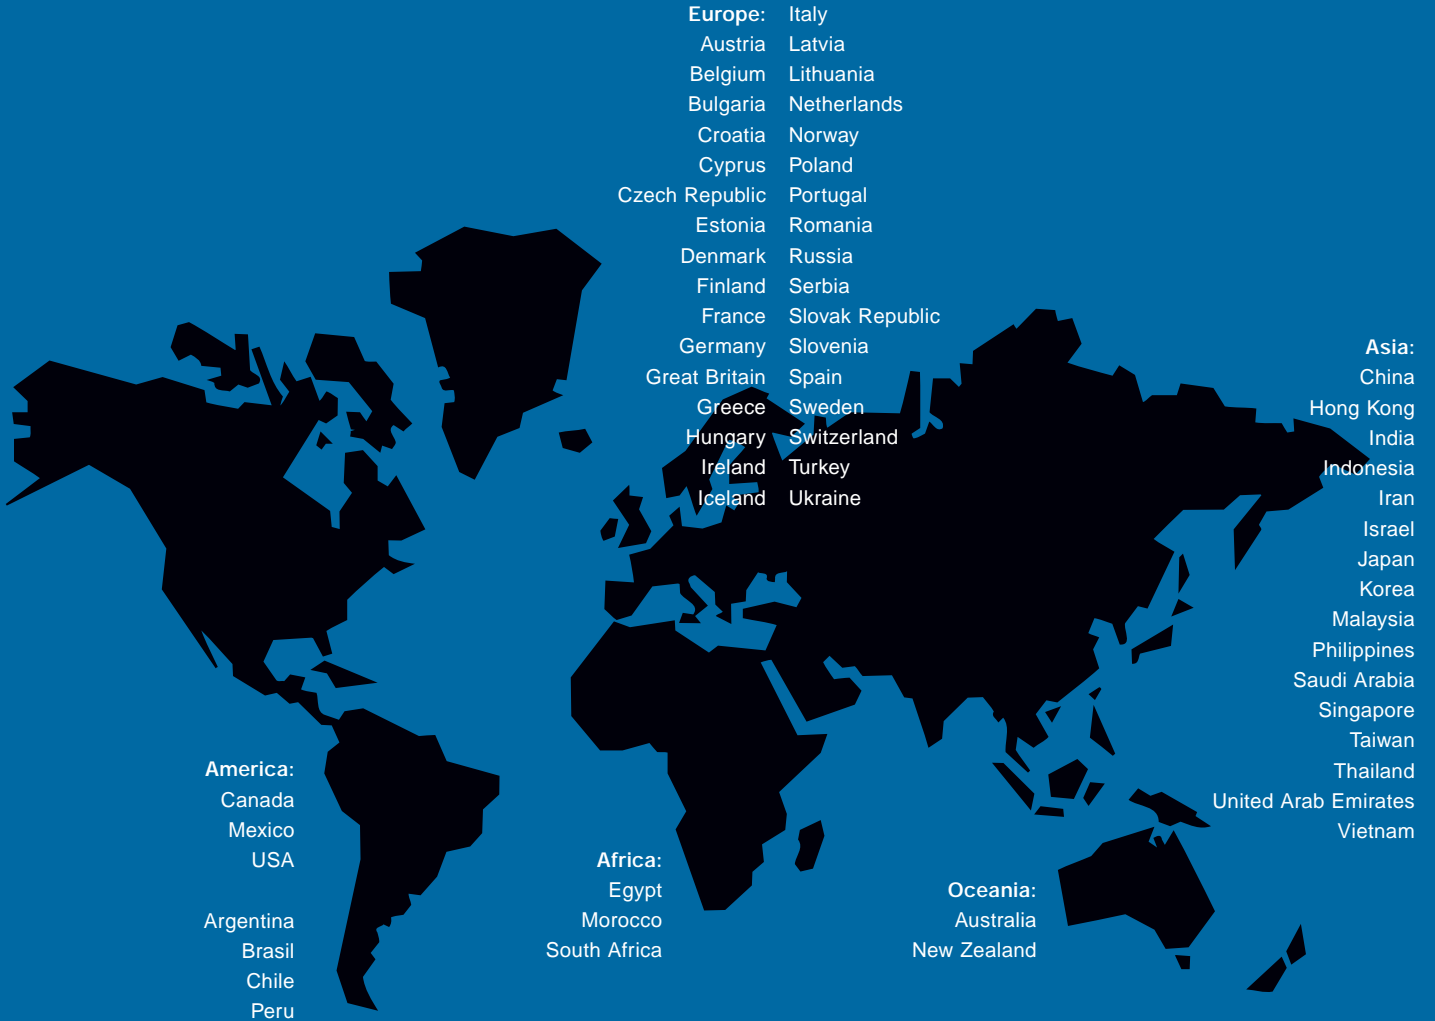 Europe:
Austria
Belgium
Bulgaria
Croatia
Cyprus
Czech Republic
Estonia
Denmark
Finland
France
Germany
Great Britain
Greece
Hungary
Ireland
Iceland
Italy
Latvia
Lithuania
Netherlands
Norway
Poland
Portugal
Romania
Russia
Serbia
Slovak Republic
Slovenia
Spain
Sweden
Switzerland
Turkey
Ukraine
Asia:
China
Hong Kong
India
Indonesia
Iran
Israel
Japan
Korea
Malaysia
Philippines
Saudi Arabia
Singapore
Taiwan
Thailand
United Arab Emirates
Vietnam
America:
Canada
Mexico
USA
Argentina
Brasil
Chile
Peru
Africa:
Egypt
Morocco
South Africa
Oceania:
Australia
New Zealand